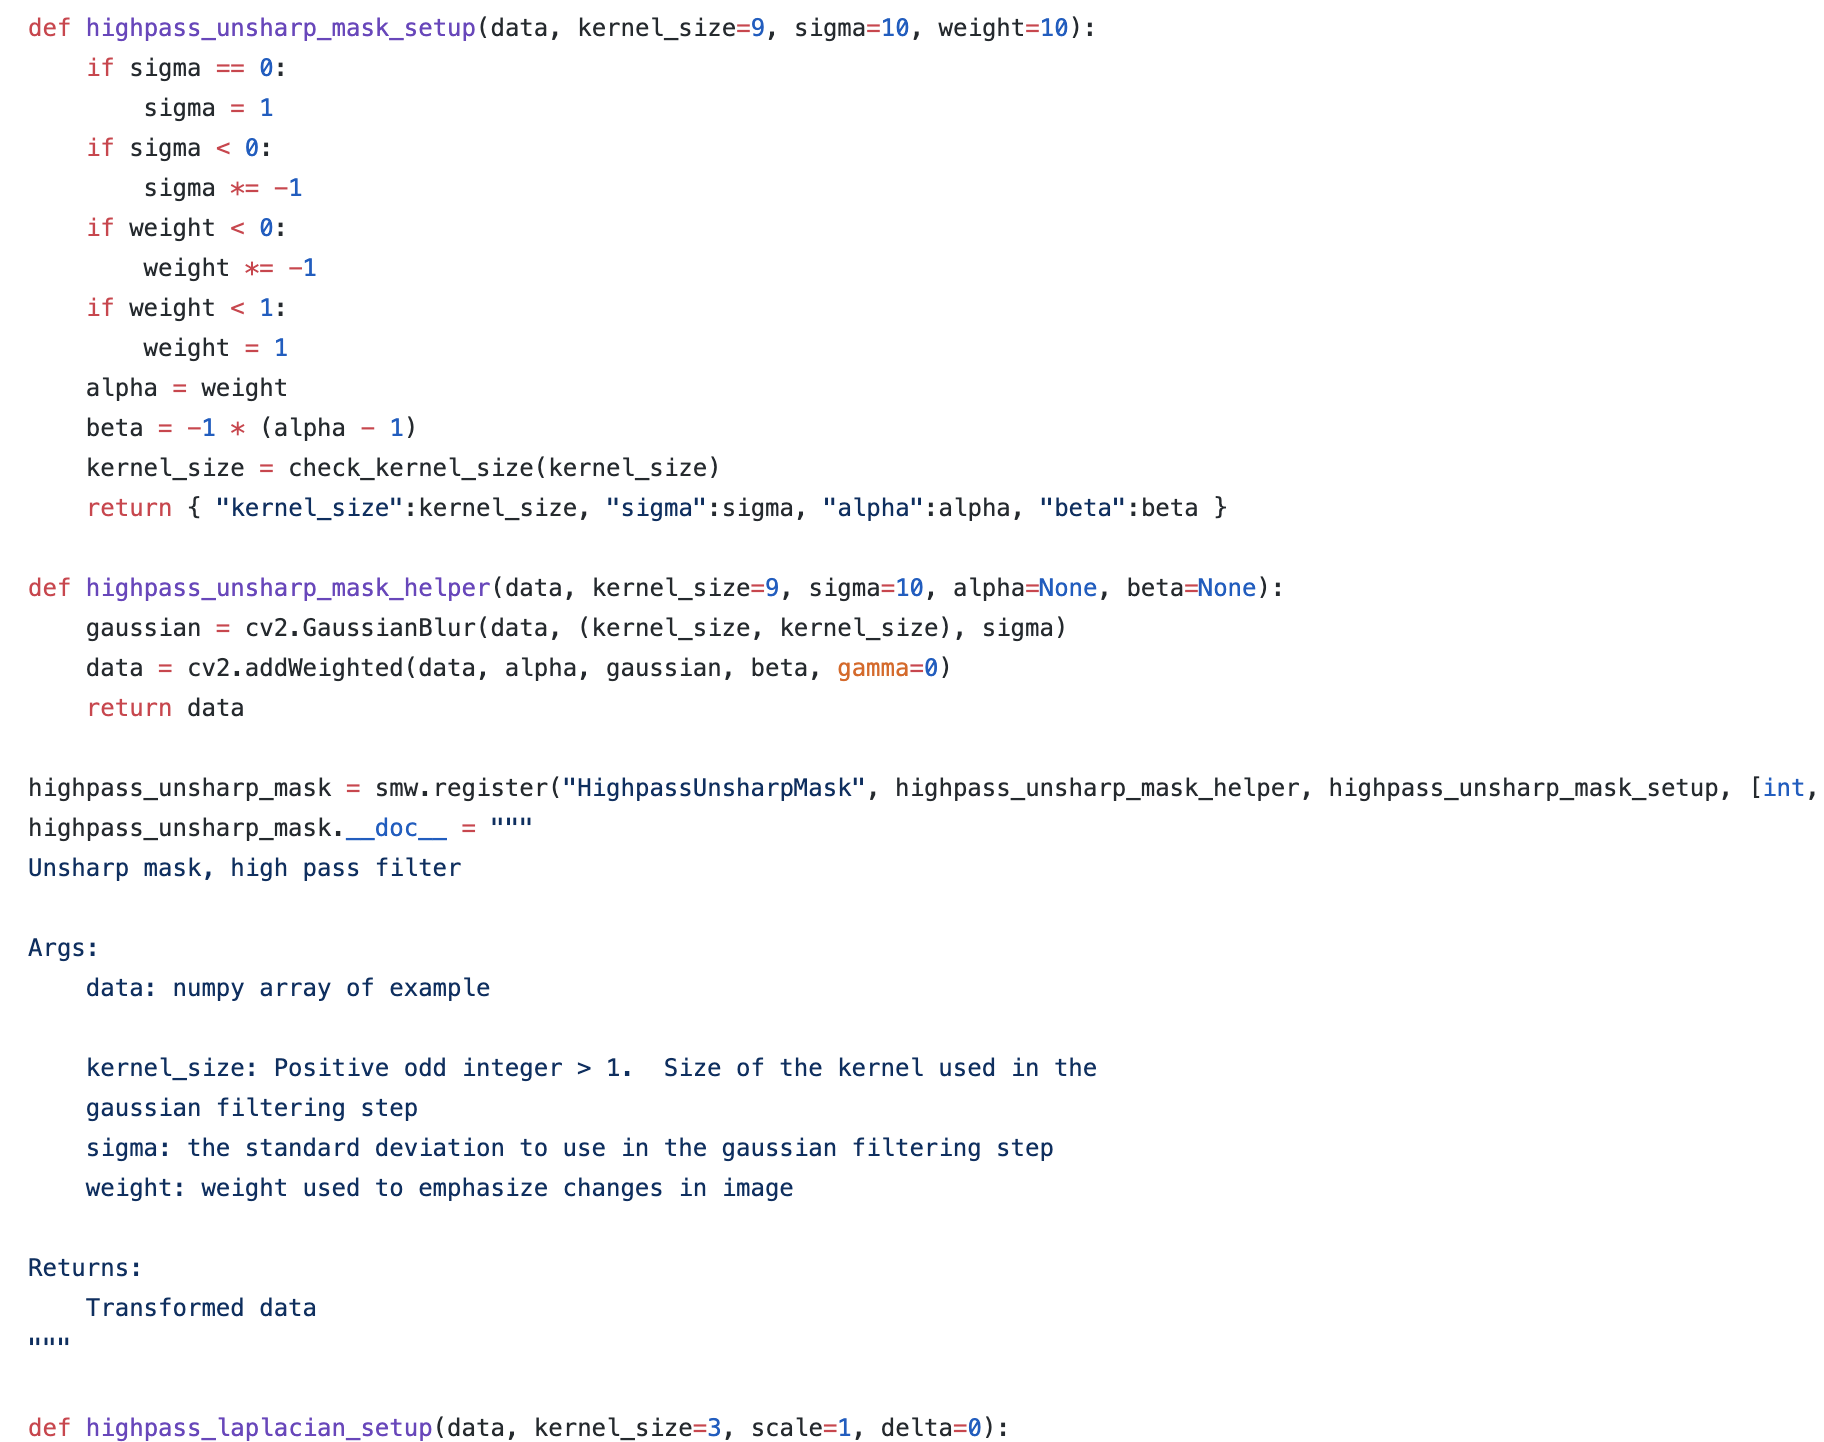 def highpass_unsharp_mask_setup(data, kernel_size=9, sigma=10, weight=10):
    if sigma == 0:
        sigma = 1
    if sigma < 0:
        sigma *= -1
    if weight < 0:
        weight *= -1
    if weight < 1:
        weight = 1
    alpha = weight
    beta = -1 * (alpha - 1)
    kernel_size = check_kernel_size(kernel_size)
    return { "kernel_size":kernel_size, "sigma":sigma, "alpha":alpha, "beta":beta }

def highpass_unsharp_mask_helper(data, kernel_size=9, sigma=10, alpha=None, beta=None):
    gaussian = cv2.GaussianBlur(data, (kernel_size, kernel_size), sigma)
    data = cv2.addWeighted(data, alpha, gaussian, beta, gamma=0)
    return data

highpass_unsharp_mask = smw.register("HighpassUnsharpMask", highpass_unsharp_mask_helper, highpass_unsharp_mask_setup, [int,
highpass_unsharp_mask.__doc__ = """
Unsharp mask, high pass filter

Args:
    data: numpy array of example

    kernel_size: Positive odd integer > 1.  Size of the kernel used in the
    gaussian filtering step
    sigma: the standard deviation to use in the gaussian filtering step
    weight: weight used to emphasize changes in image

Returns:
    Transformed data
"""

def highpass_laplacian_setup(data, kernel_size=3, scale=1, delta=0):